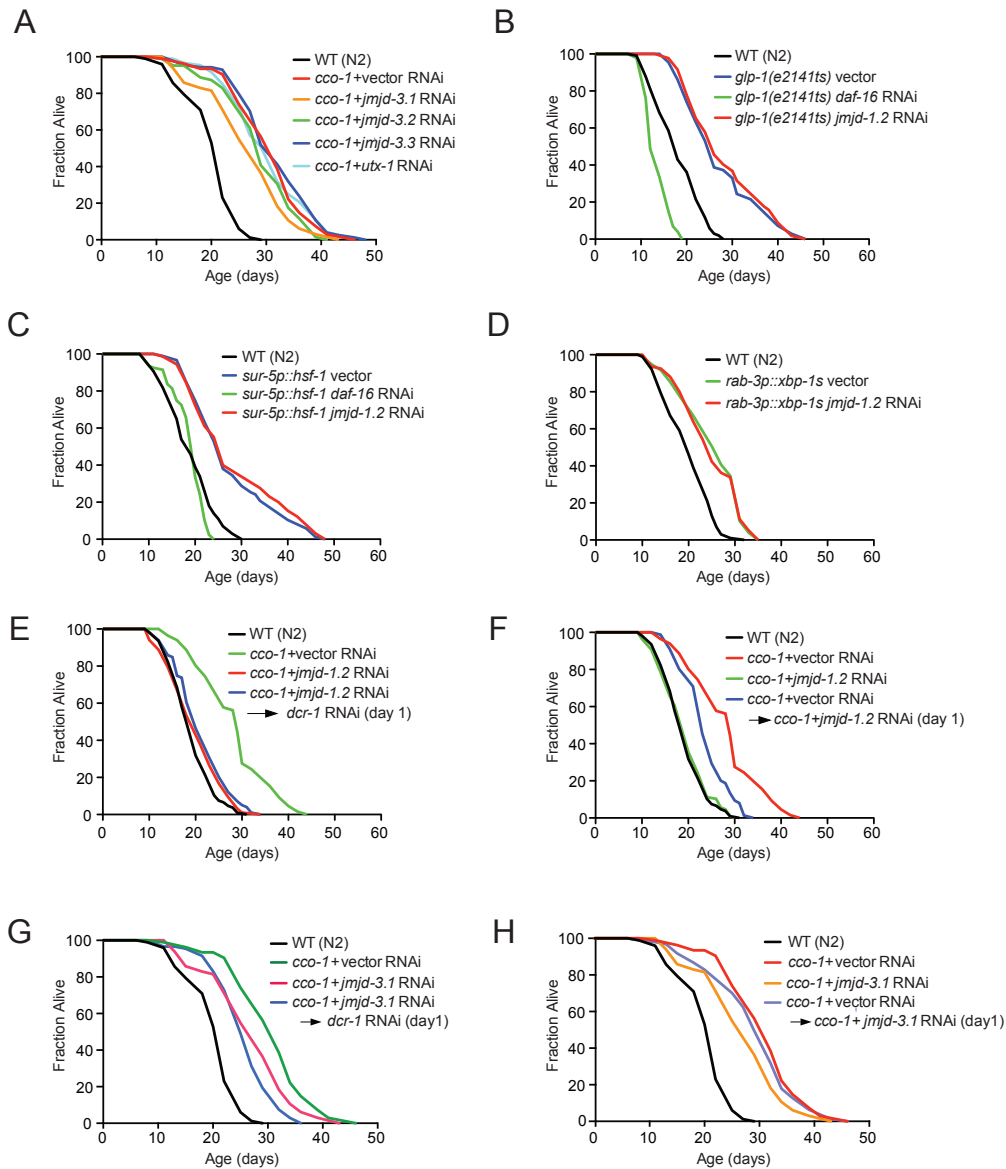 A
WT (N2)
cco-1+vector RNAi
cco-1+jmjd-3.1 RNAi
cco-1+jmjd-3.2 RNAi
cco-1+jmjd-3.3 RNAi
cco-1+utx-1 RNAi
Fraction Alive
100
80
60
40
20
0
0 10 20 30 40 50
Age (days)
B
WT (N2)
glp-1(e2141ts) vector
glp-1(e2141ts) daf-16 RNAi
glp-1(e2141ts) jmjd-1.2 RNAi
Fraction Alive
100
80
60
40
20
0
0 10 20 30 40 50 60
Age (days)
C
WT (N2)
sur-5p::hsf-1 vector
sur-5p::hsf-1 daf-16 RNAi
sur-5p::hsf-1 jmjd-1.2 RNAi
Fraction Alive
100
80
60
40
20
0
0 10 20 30 40 50 60
Age (days)
D
WT (N2)
rab-3p::xbp-1s vector
rab-3p::xbp-1s jmjd-1.2 RNAi
Fraction Alive
100
80
60
40
20
0
0 10 20 30 40 50 60
Age (days)
E
WT (N2)
cco-1+vector RNAi
cco-1+jmjd-1.2 RNAi
cco-1+jmjd-1.2 RNAi
→ dcr-1 RNAi (day 1)
Fraction Alive
100
80
60
40
20
0
0 10 20 30 40 50 60
Age (days)
F
WT (N2)
cco-1+vector RNAi
cco-1+jmjd-1.2 RNAi
cco-1+vector RNAi
→ cco-1+jmjd-1.2 RNAi (day 1)
Fraction Alive
100
80
60
40
20
0
0 10 20 30 40 50 60
Age (days)
G
WT (N2)
cco-1+vector RNAi
cco-1+jmjd-3.1 RNAi
cco-1+jmjd-3.1 RNAi
→ dcr-1 RNAi (day1)
Fraction Alive
100
80
60
40
20
0
0 10 20 30 40 50
Age (days)
H
WT (N2)
cco-1+vector RNAi
cco-1+jmjd-3.1 RNAi
cco-1+vector RNAi
→ cco-1+ jmjd-3.1 RNAi (day1)
Fraction Alive
100
80
60
40
20
0
0 10 20 30 40 50
Age (days)